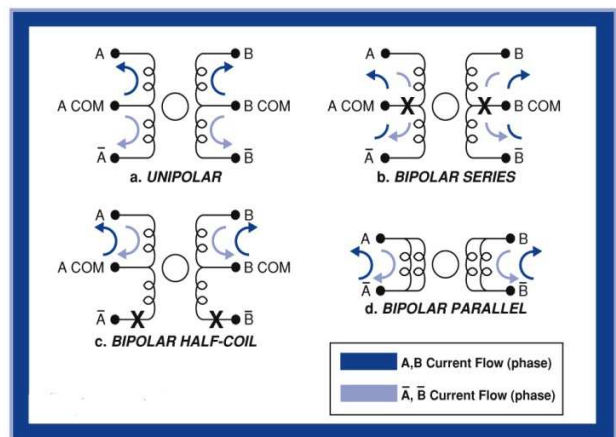 A
B
A COM
B COM
A̅
B̅
a. UNIPOLAR
A
B
A COM
X
X
B COM
A̅
B̅
b. BIPOLAR SERIES
A
B
A COM
B COM
A̅
X
X
B̅
c. BIPOLAR HALF-COIL
A
B
A̅
B̅
d. BIPOLAR PARALLEL
A,B Current Flow (phase)
A̅, B̅ Current Flow (phase)